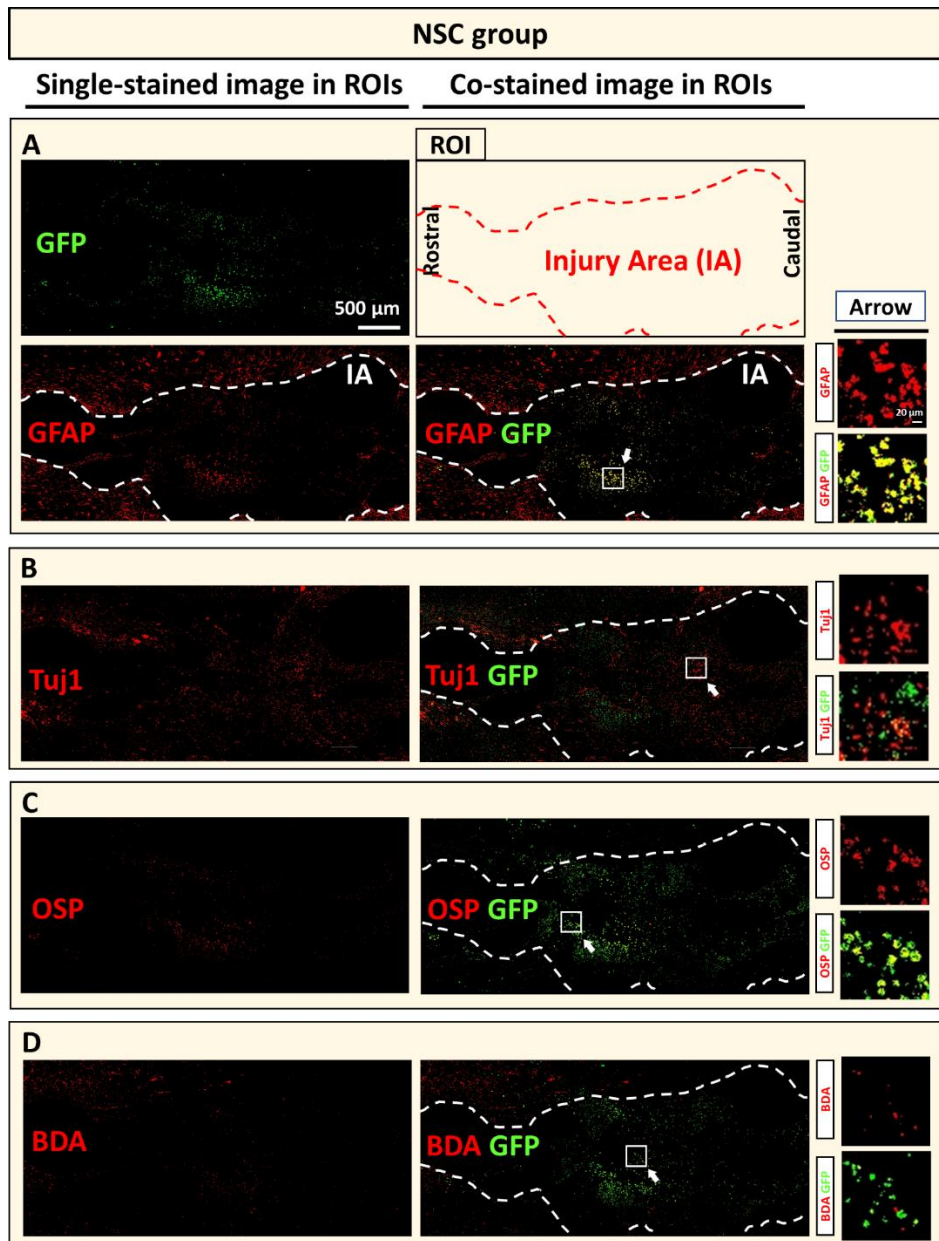 NSC group
Single-stained image in ROIs
Co-stained image in ROIs
A
GFP
500 µm
ROI
Rostral
Injury Area (IA)
Caudal
Arrow
GFAP
IA
GFAP GFP
IA
GFAP
20 µm
GFAP GFP
B
Tuj1
Tuj1 GFP
Tuj1
Tuj1 GFP
C
OSP
OSP GFP
OSP
OSP GFP
D
BDA
BDA GFP
BDA
BDA GFP